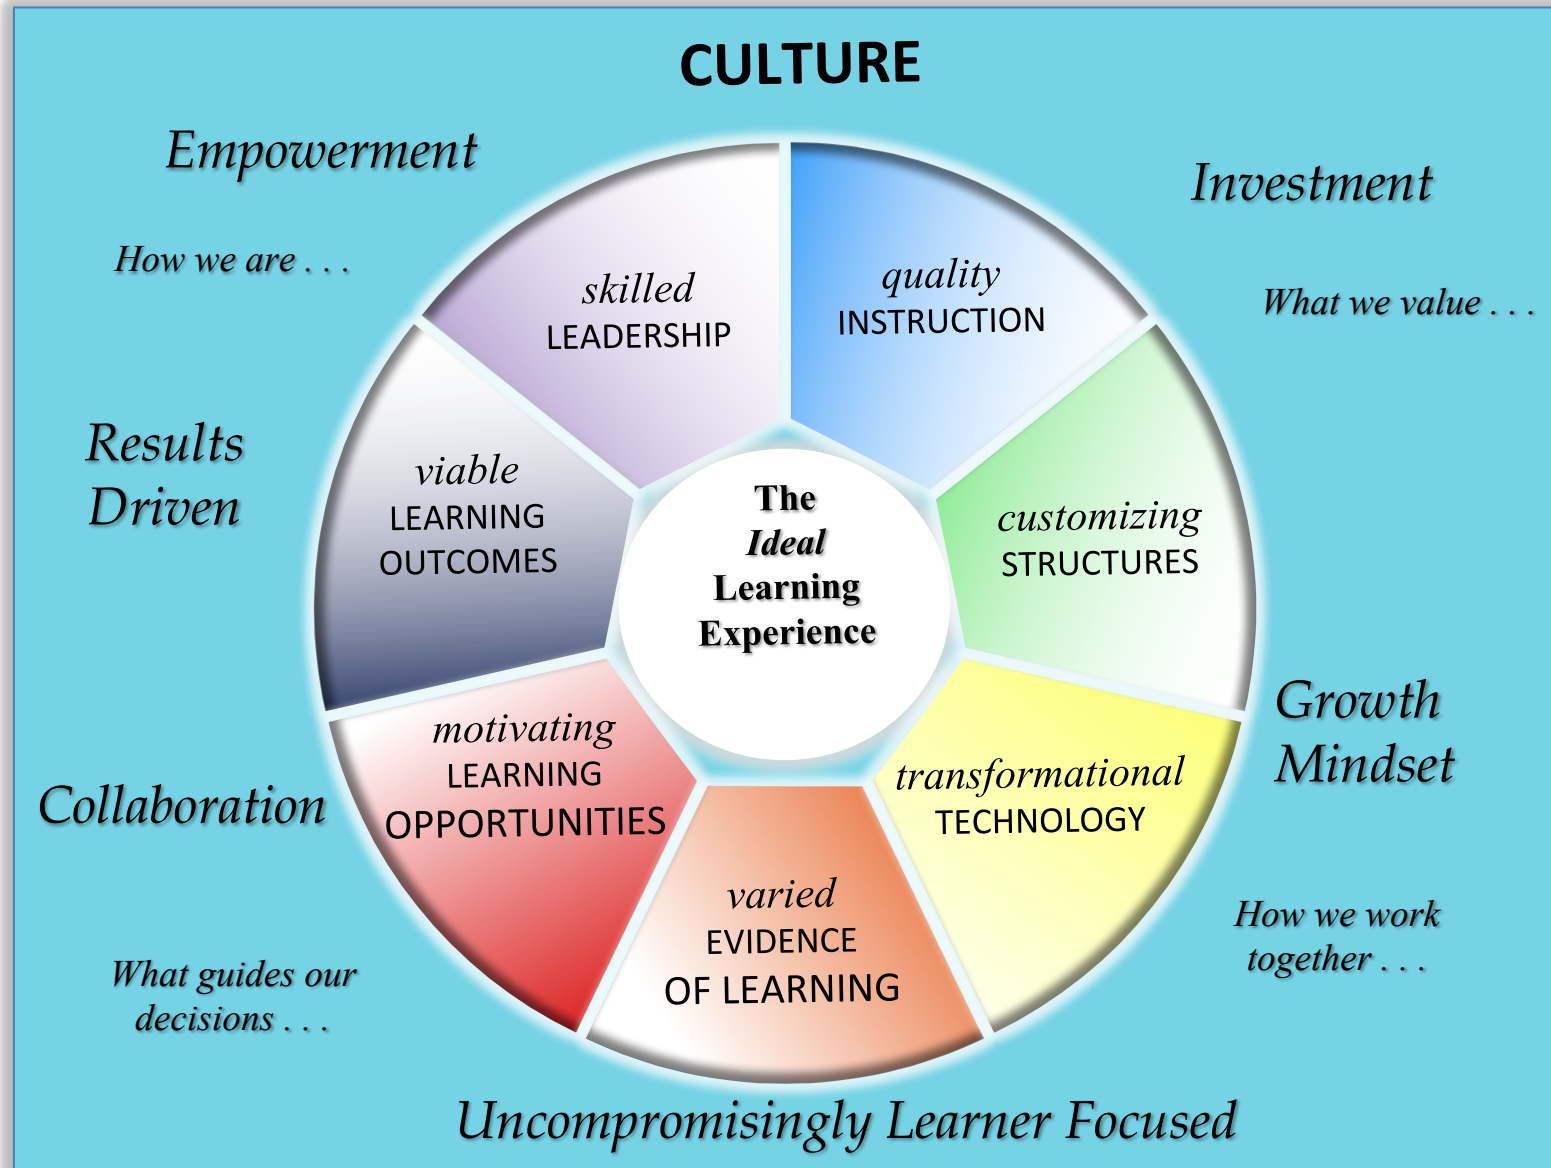 CULTURE
Empowerment
Investment
How we are . . .
What we value . . .
skilled
LEADERSHIP
quality
INSTRUCTION
Results
Driven
viable
LEARNING
OUTCOMES
The
Ideal
Learning
Experience
customizing
STRUCTURES
Growth
Mindset
motivating
LEARNING
OPPORTUNITIES
transformational
TECHNOLOGY
Collaboration
varied
EVIDENCE
OF LEARNING
How we work
together . . .
What guides our
decisions . . .
Uncompromisingly Learner Focused